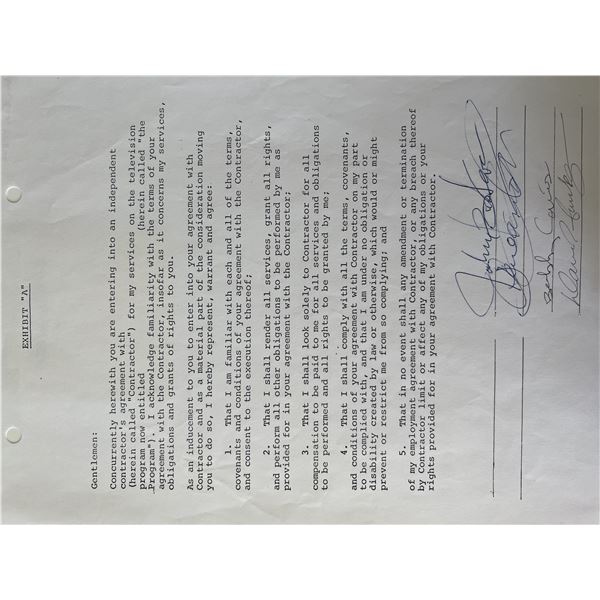 EXHIBIT "A"
Gentlemen:
Concurrently herewith you are entering into an independent
contractor's agreement with
(herein called "Contractor") for my services on the television
program now entitled (herein called "the
Program"). I acknowledge familiarity with the terms of your
agreement with the Contractor, insofar as it concerns my services,
obligations and grants of rights to you.
As an inducement to you to enter into your agreement with
Contractor and as a material part of the consideration moving
you to do so, I hereby represent, warrant and agree:
1. That I am familiar with each and all of the terms,
covenants and conditions of your agreement with the Contractor,
and consent to the execution thereof;
2. That I shall render all services, grant all rights,
and perform all other obligations to be performed by me as
provided for in your agreement with the Contractor;
3. That I shall look solely to Contractor for all
compensation to be paid to me for all services and obligations
to be performed and all rights to be granted by me;
4. That I shall comply with all the terms, covenants,
and conditions of your agreement with Contractor on my part
to be complied with, and that I am under no obligation or
disability created by law or otherwise, which would or might
prevent or restrict me from so complying; and
5. That in no event shall any amendment or termination
of my employment agreement with Contractor, or any breach thereof
by Contractor limit or affect any of my obligations or your
rights provided for in your agreement with Contractor.